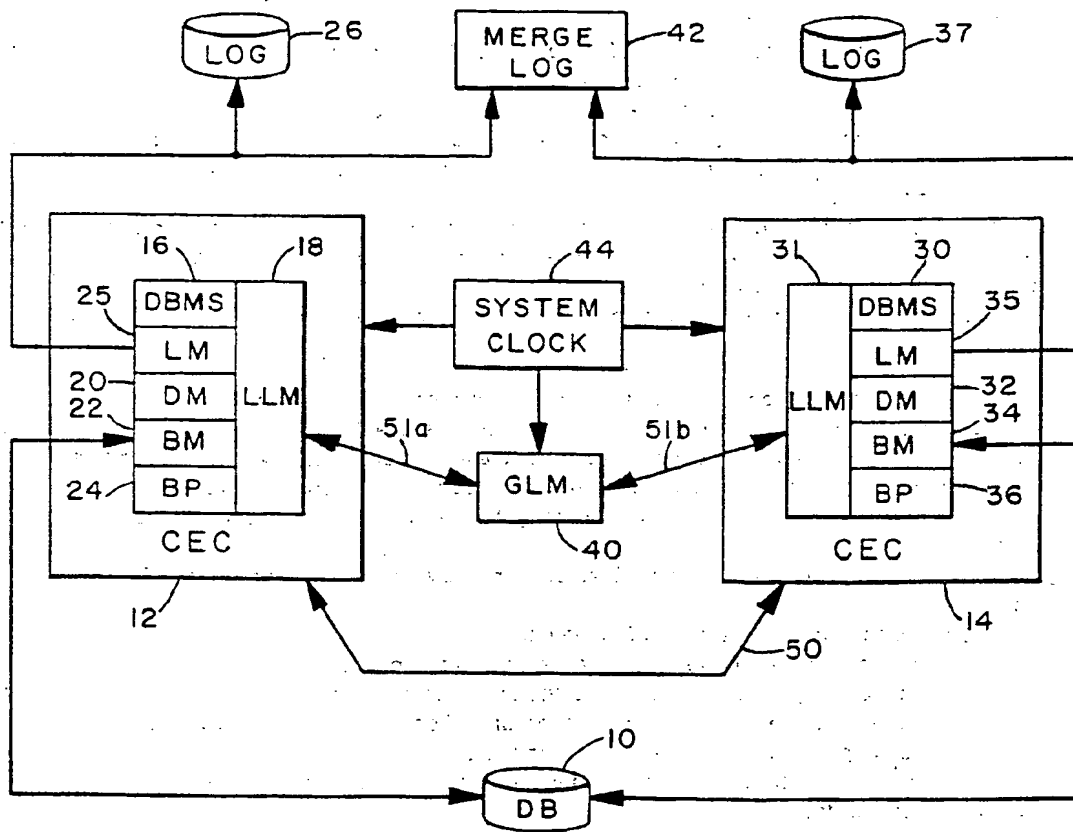 LOG
26
MERGE
LOG
42
LOG
37
16
18
DBMS
25
LM
20
DM
LLM
22
BM
24
BP
CEC
12
44
SYSTEM
CLOCK
51a
51b
GLM
40
31
30
DBMS
35
LM
LLM
DM
32
34
BM
BP
36
CEC
14
50
10
DB